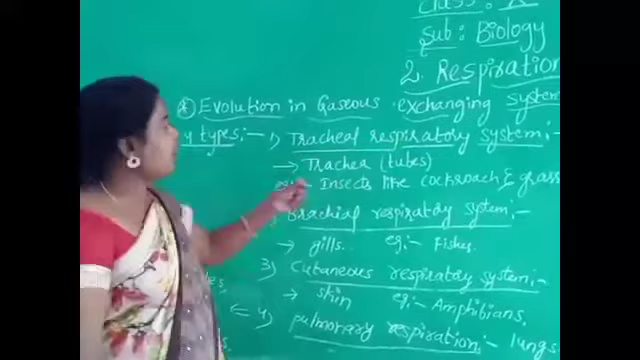 Class : X
Sub : Biology
2. Respiration
Evolution in Gaseous exchanging system
y types :- 1) Tracheal respiratory system :-
→ Trachea (tubes)
eg:- Insects like Cockroach & grass
Brachial respiratory system :-
→ gills. eg:- Fishes.
3) Cutaneous respiratory system :-
→ skin eg:- Amphibians.
4) pulmonary respiration :- lungs